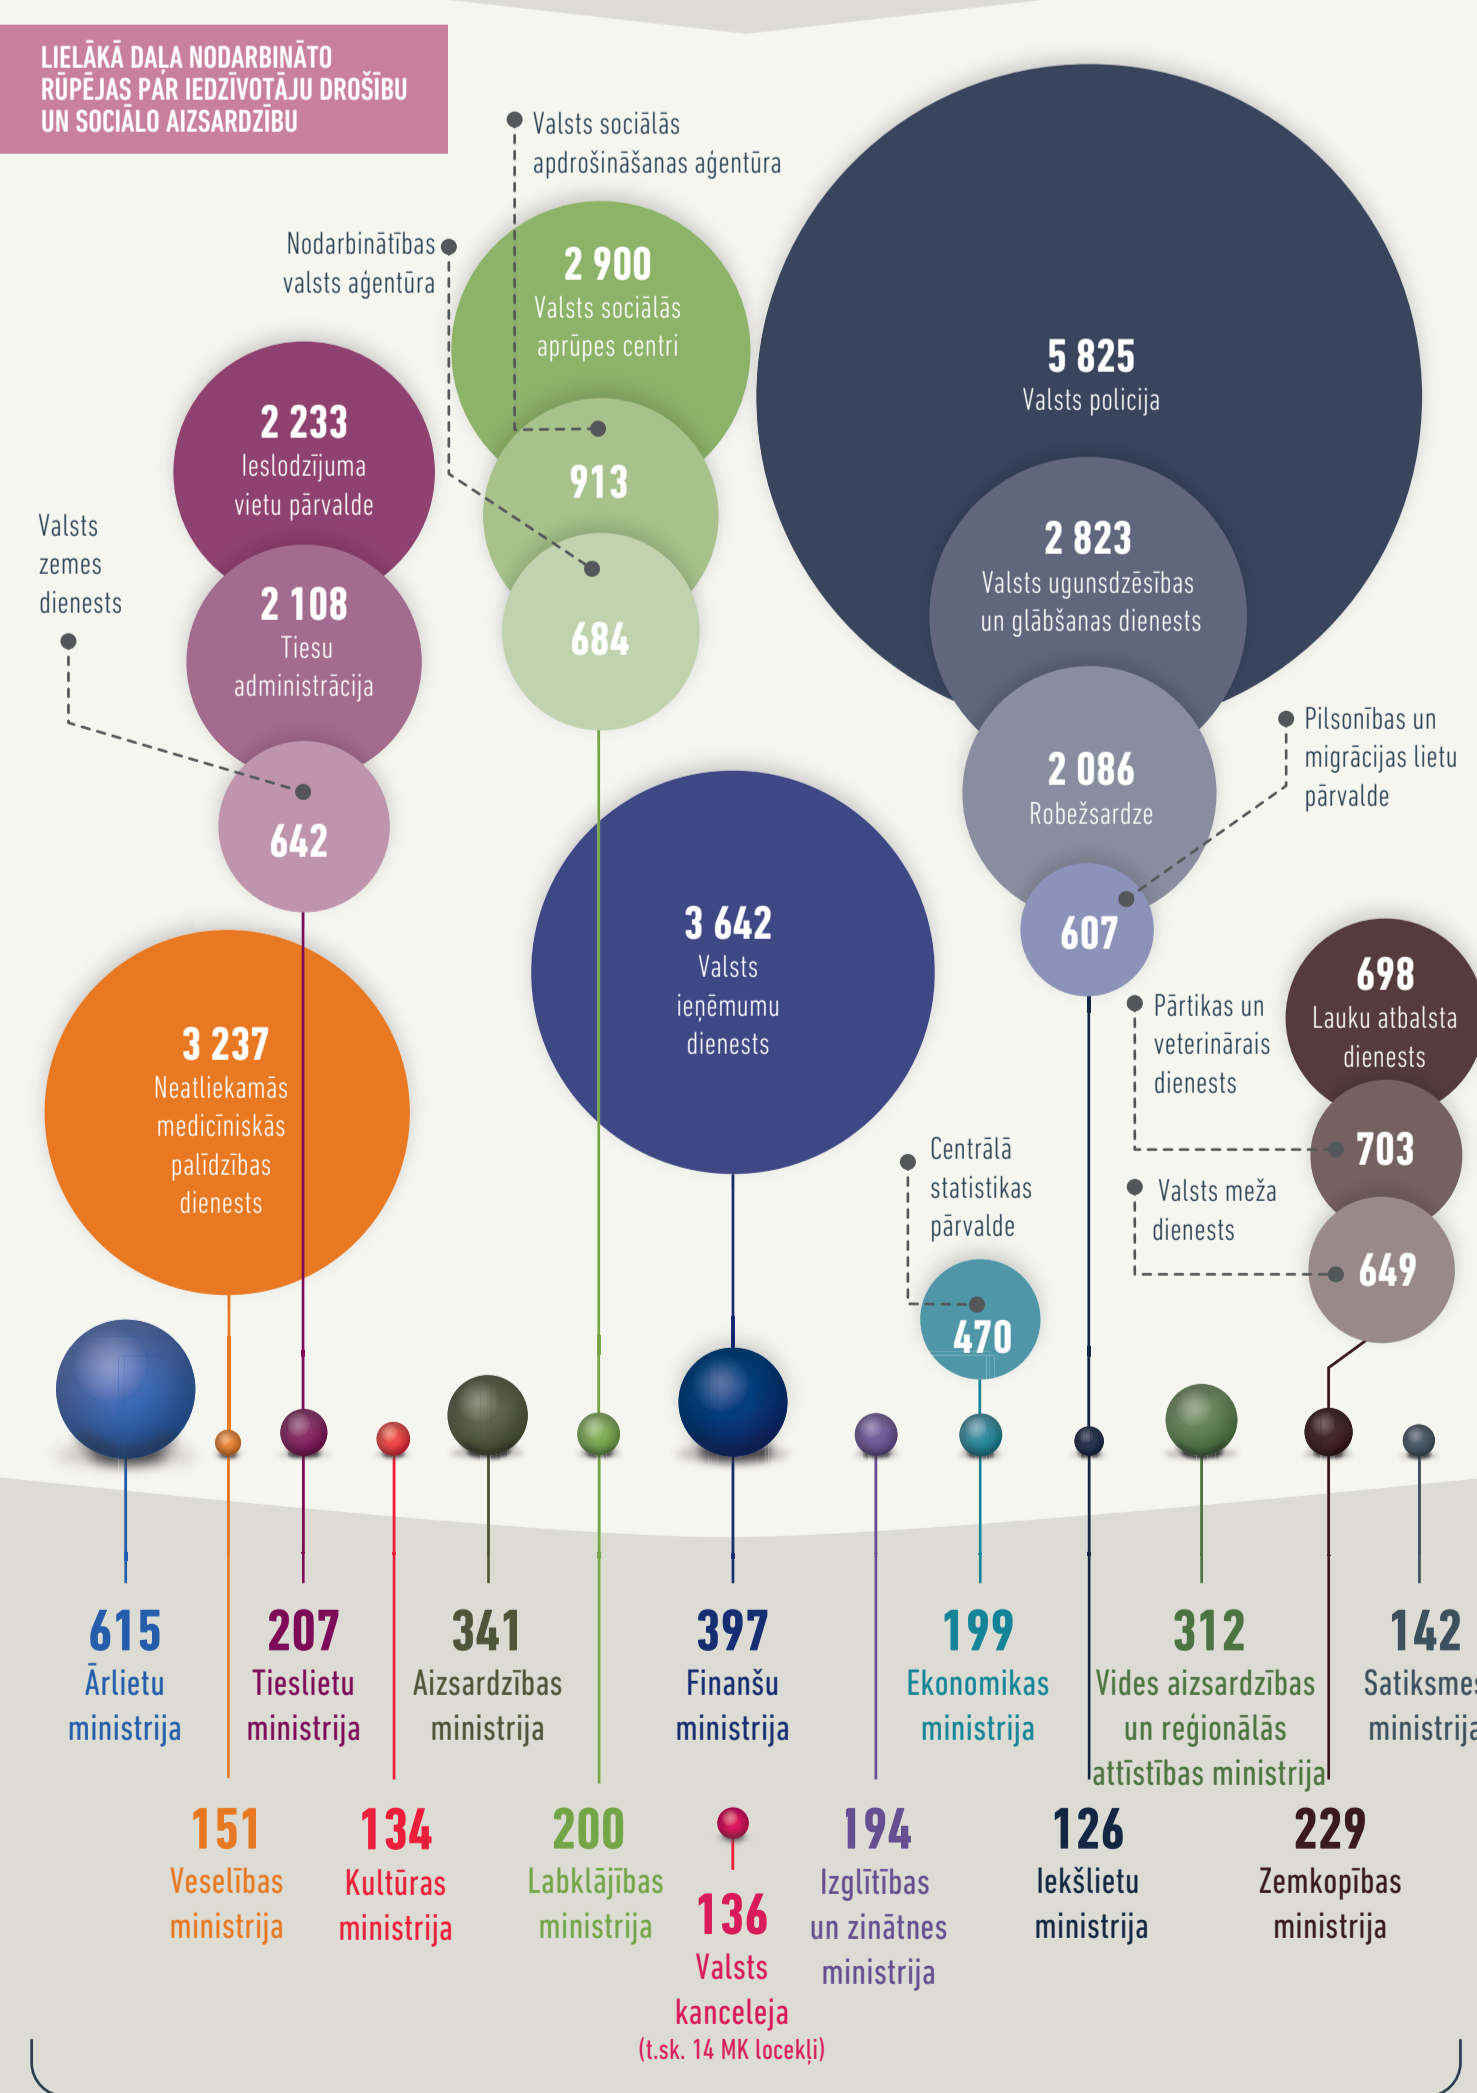 LIELĀKĀ DAĻA NODARBINĀTO
RŪPĒJAS PAR IEDZĪVOTĀJU DROŠĪBU
UN SOCIĀLO AIZSARDZĪBU
Valsts sociālās
apdrošināšanas aģentūra
Nodarbinātības
valsts aģentūra
2 900
Valsts sociālās
aprūpes centri
913
684
5 825
Valsts policija
2 823
Valsts ugunsdzēsības
un glābšanas dienests
2 086
Robežsardze
607
Pilsonības un
migrācijas lietu
pārvalde
2 233
Ieslodzījuma
vietu pārvalde
2 108
Tiesu
administrācija
642
Valsts
zemes
dienests
3 642
Valsts
ieņēmumu
dienests
3 237
Neatliekamās
medicīniskās
palīdzības
dienests
698
Lauku atbalsta
dienests
Pārtikas un
veterinārais
dienests
703
Valsts meža
dienests
649
Centrālā
statistikas
pārvalde
470
615
Ārlietu
ministrija
207
Tieslietu
ministrija
341
Aizsardzības
ministrija
397
Finanšu
ministrija
199
Ekonomikas
ministrija
312
Vides aizsardzības
un reģionālās
attīstības ministrija
142
Satiksmes
ministrija
151
Veselības
ministrija
134
Kultūras
ministrija
200
Labklājības
ministrija
136
Valsts
kanceleja
(t.sk. 14 MK locekļi)
194
Izglītības
un zinātnes
ministrija
126
Iekšlietu
ministrija
229
Zemkopības
ministrija